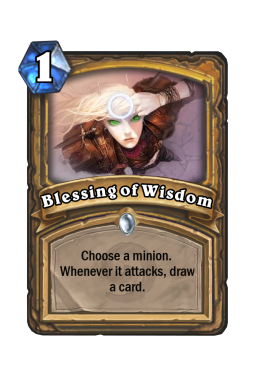 1
Blessing of Wisdom
Choose a minion.
Whenever it attacks, draw
a card.